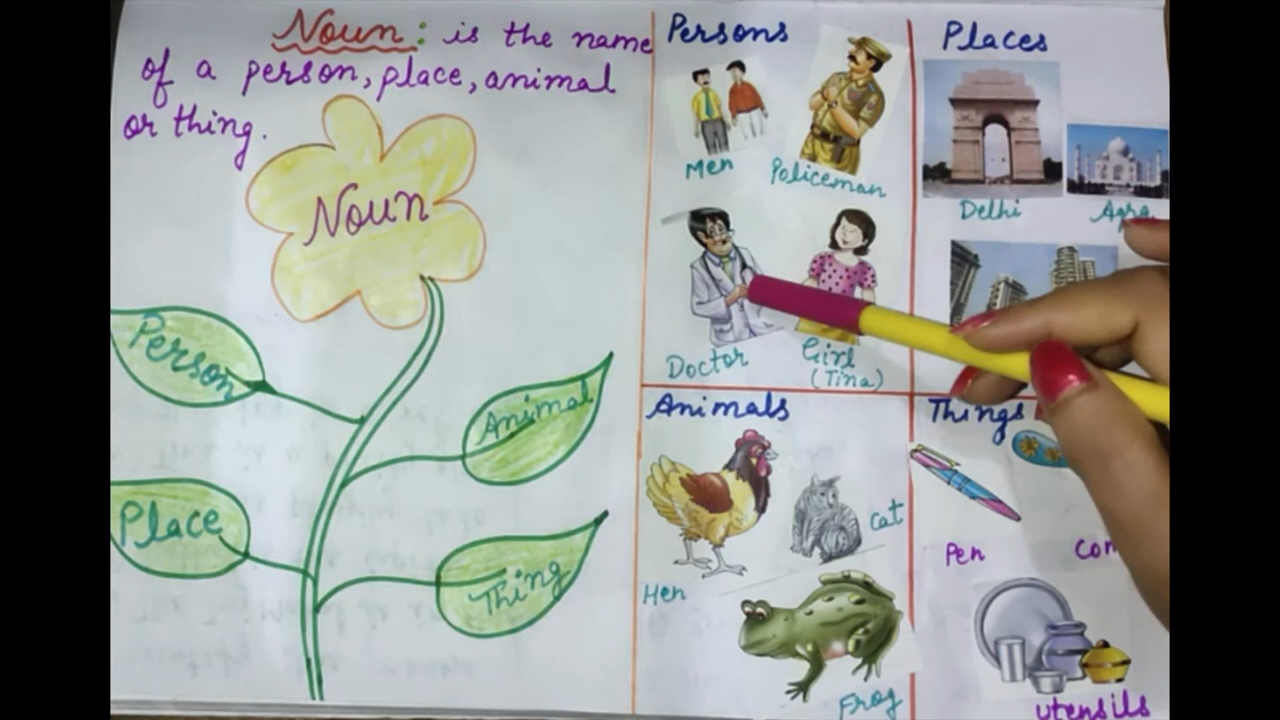 Noun: is the name
of a person, place, animal
or thing.
Noun
Person
Animal
Place
Thing
Persons
Men
Policeman
Doctor
Girl
(Tina)
Places
Delhi
Agra
Animals
Hen
Cat
Frog
Things
Pen
utensils